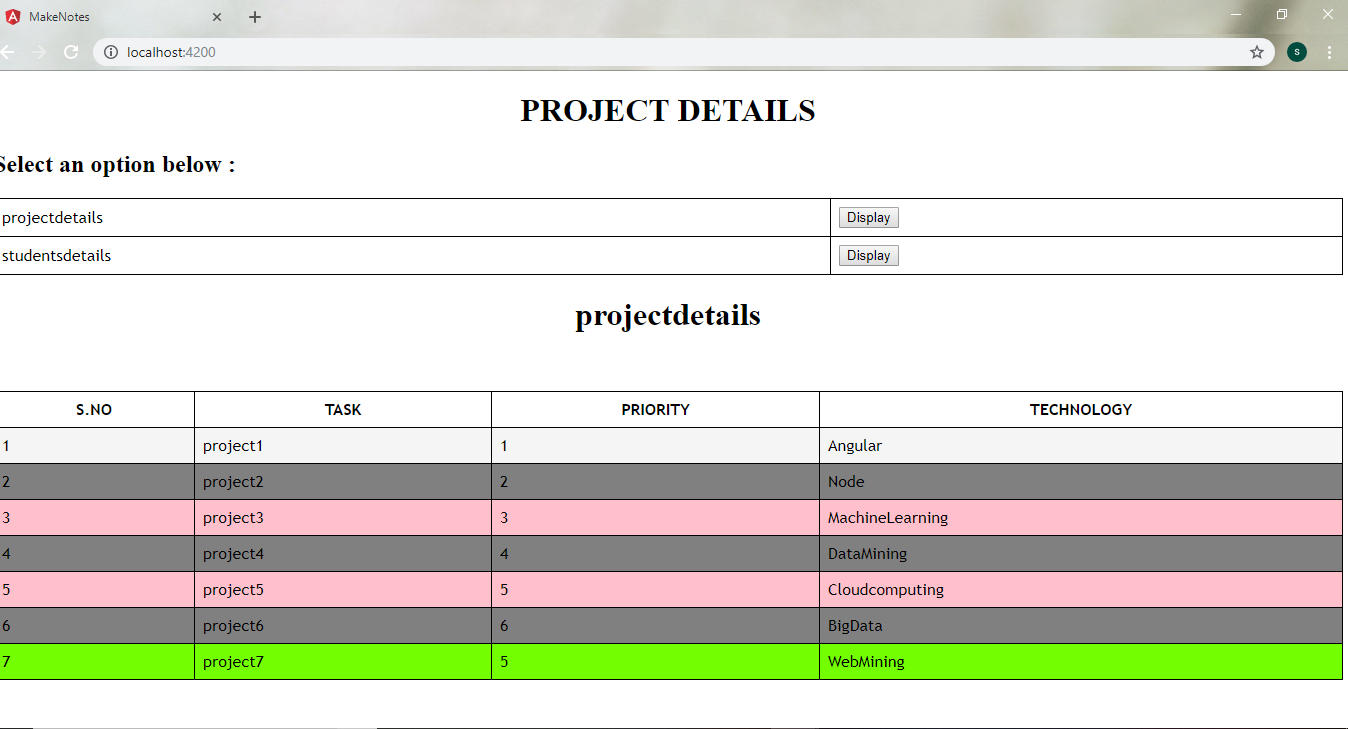 MakeNotes
localhost:4200
S
PROJECT DETAILS
Select an option below :
projectdetails Display
studentsdetails Display
projectdetails
S.NO TASK PRIORITY TECHNOLOGY
1 project1 1 Angular
2 project2 2 Node
3 project3 3 MachineLearning
4 project4 4 DataMining
5 project5 5 Cloudcomputing
6 project6 6 BigData
7 project7 5 WebMining